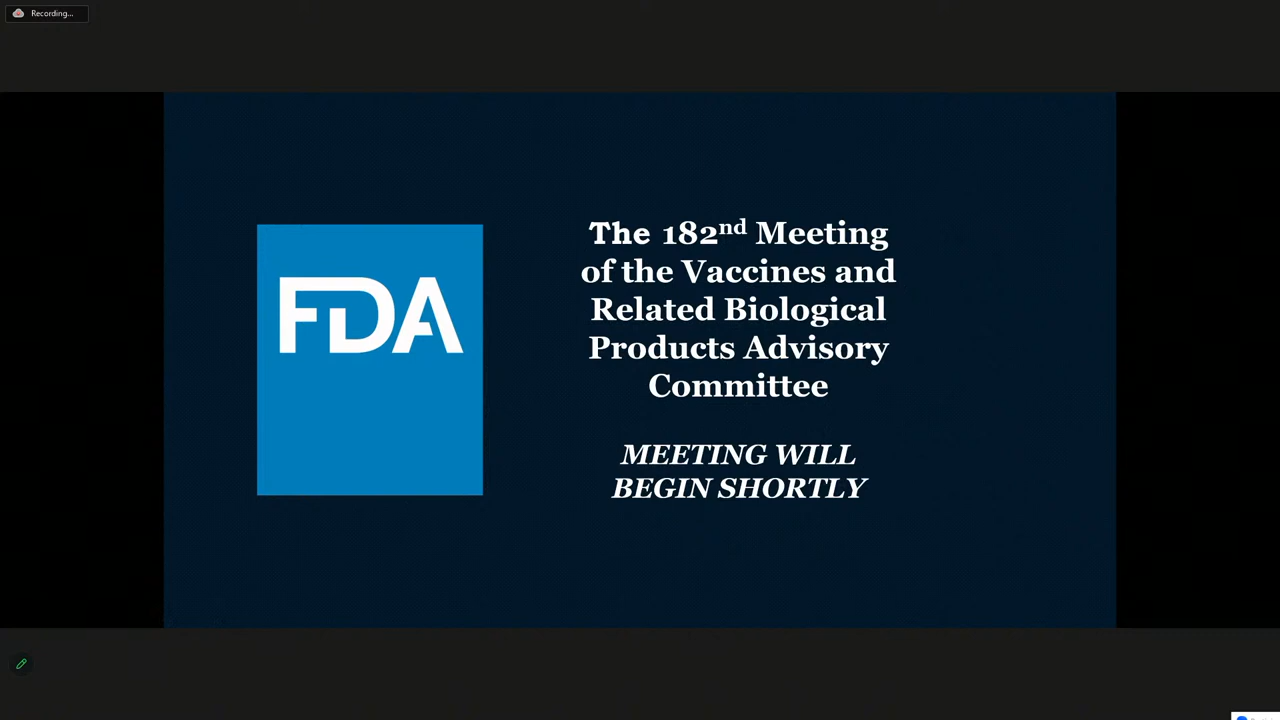 Recording...
The 182nd Meeting
of the Vaccines and
Related Biological
Products Advisory
Committee
FDA
MEETING WILL
BEGIN SHORTLY